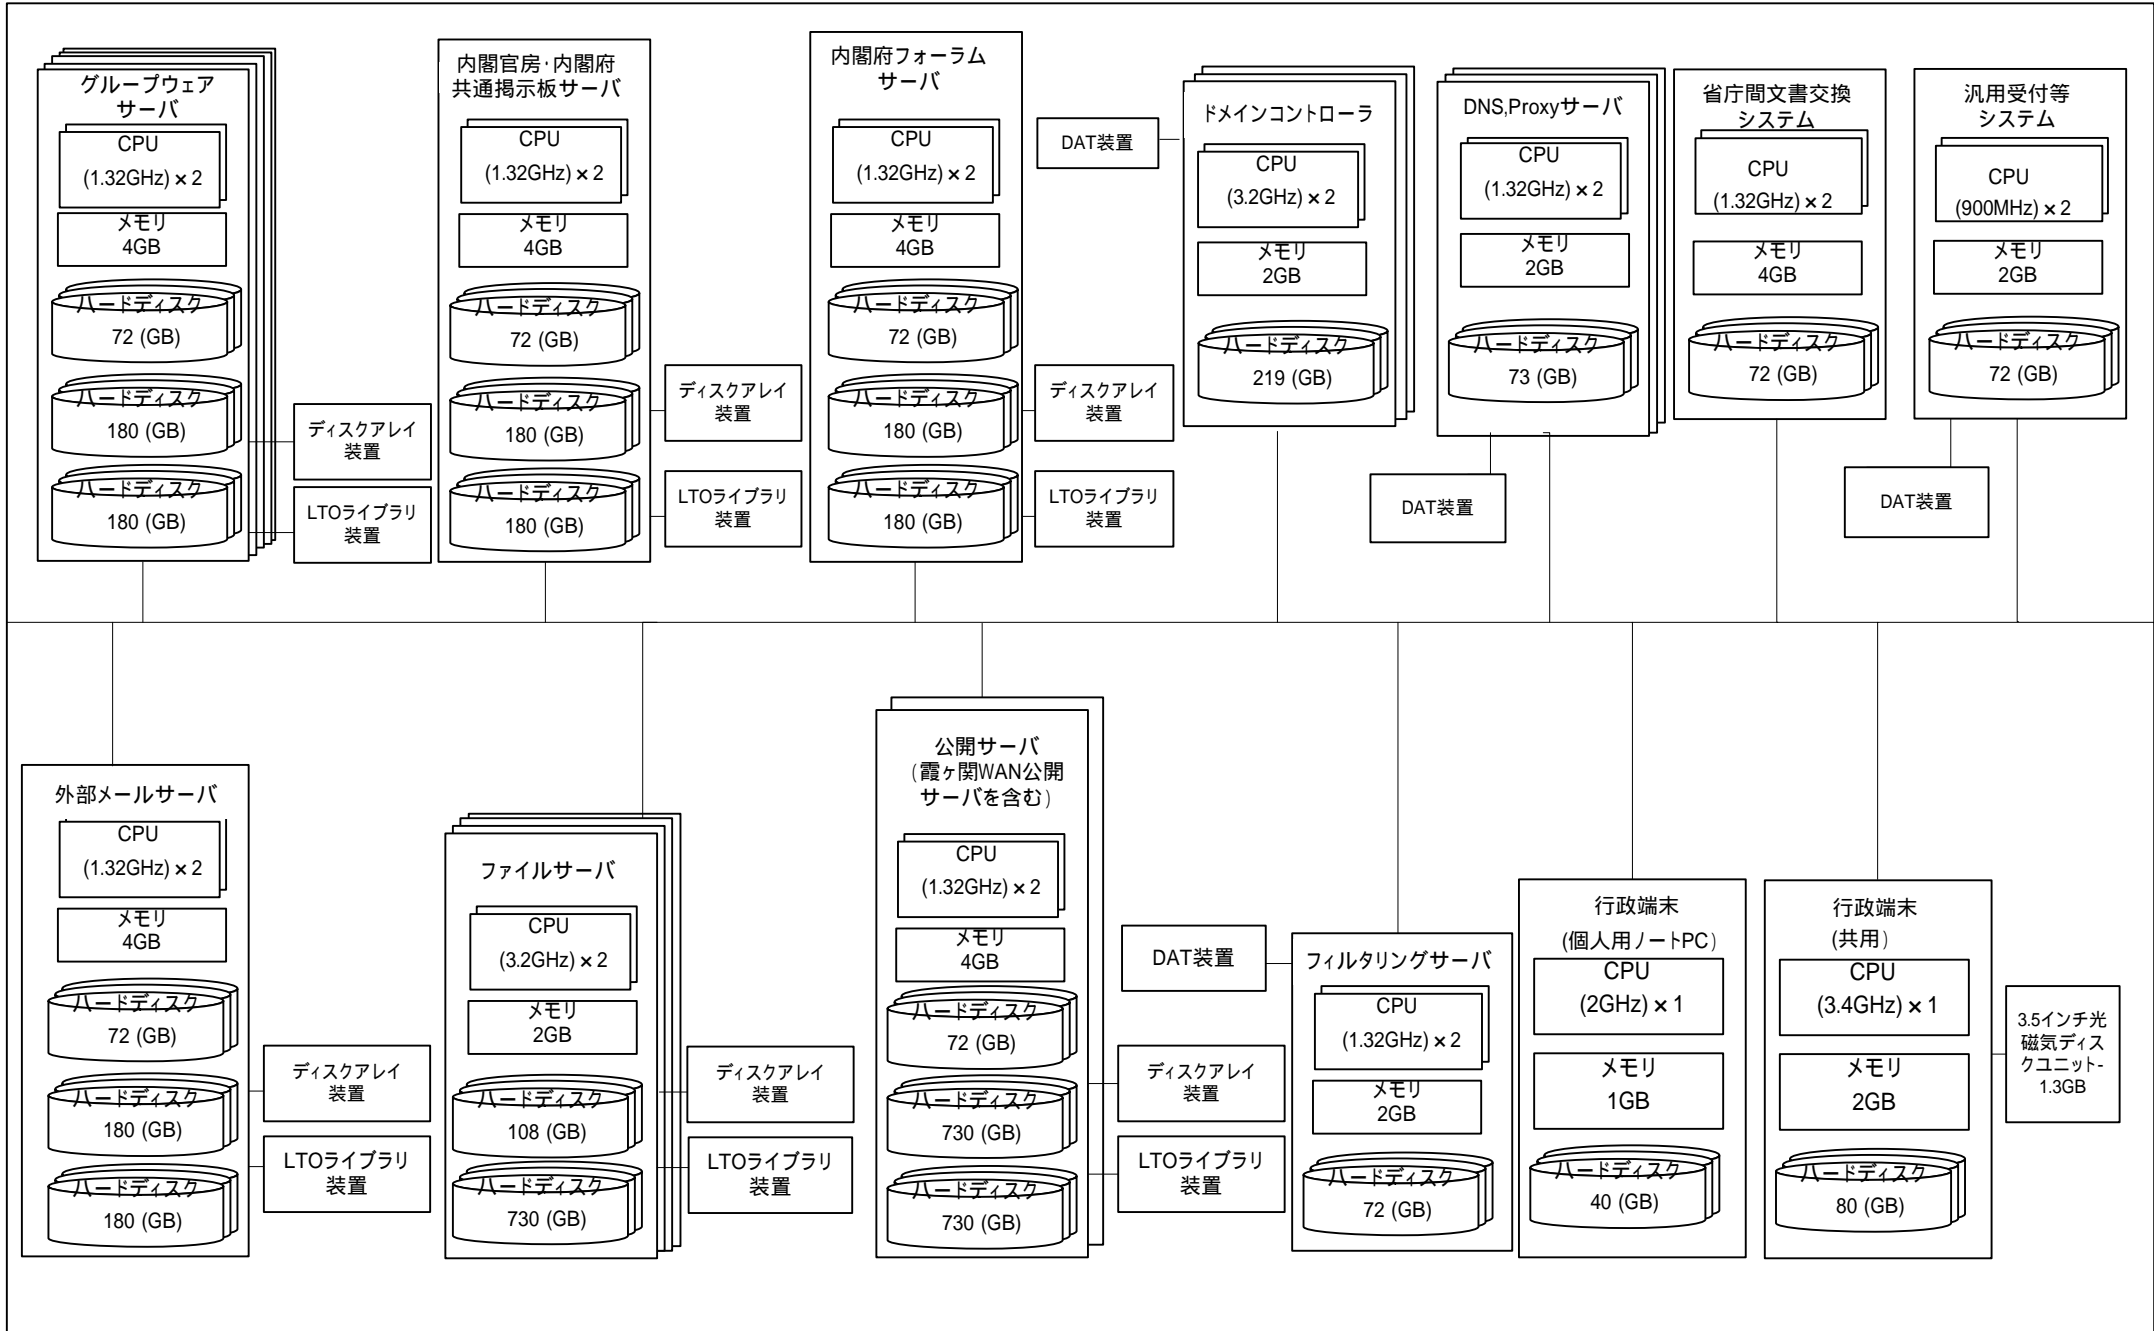 グループウェア
サーバ
CPU
(1.32GHz) × 2
メモリ
4GB
ハードディスク
72 (GB)
ハードディスク
180 (GB)
ハードディスク
180 (GB)
ディスクアレイ
装置
LTOライブラリ
装置
内閣官房・内閣府
共通掲示板サーバ
CPU
(1.32GHz) × 2
メモリ
4GB
ハードディスク
72 (GB)
ハードディスク
180 (GB)
ハードディスク
180 (GB)
ディスクアレイ
装置
LTOライブラリ
装置
内閣府フォーラム
サーバ
CPU
(1.32GHz) × 2
メモリ
4GB
ハードディスク
72 (GB)
ハードディスク
180 (GB)
ハードディスク
180 (GB)
ディスクアレイ
装置
LTOライブラリ
装置
DAT装置
ドメインコントローラ
CPU
(3.2GHz) × 2
メモリ
2GB
ハードディスク
219 (GB)
DNS,Proxyサーバ
CPU
(1.32GHz) × 2
メモリ
2GB
ハードディスク
73 (GB)
DAT装置
省庁間文書交換
システム
CPU
(1.32GHz) × 2
メモリ
4GB
ハードディスク
72 (GB)
汎用受付等
システム
CPU
(900MHz) × 2
メモリ
2GB
ハードディスク
72 (GB)
DAT装置
外部メールサーバ
CPU
(1.32GHz) × 2
メモリ
4GB
ハードディスク
72 (GB)
ハードディスク
180 (GB)
ハードディスク
180 (GB)
ディスクアレイ
装置
LTOライブラリ
装置
ファイルサーバ
CPU
(3.2GHz) × 2
メモリ
2GB
ハードディスク
108 (GB)
ハードディスク
730 (GB)
ディスクアレイ
装置
LTOライブラリ
装置
公開サーバ
(霞ヶ関WAN公開
サーバを含む)
CPU
(1.32GHz) × 2
メモリ
4GB
ハードディスク
72 (GB)
ハードディスク
730 (GB)
ハードディスク
730 (GB)
ディスクアレイ
装置
LTOライブラリ
装置
DAT装置
フィルタリングサーバ
CPU
(1.32GHz) × 2
メモリ
2GB
ハードディスク
72 (GB)
行政端末
(個人用ノートPC)
CPU
(2GHz) × 1
メモリ
1GB
ハードディスク
40 (GB)
行政端末
(共用)
CPU
(3.4GHz) × 1
メモリ
2GB
ハードディスク
80 (GB)
3.5インチ光
磁気ディス
クユニット-
1.3GB